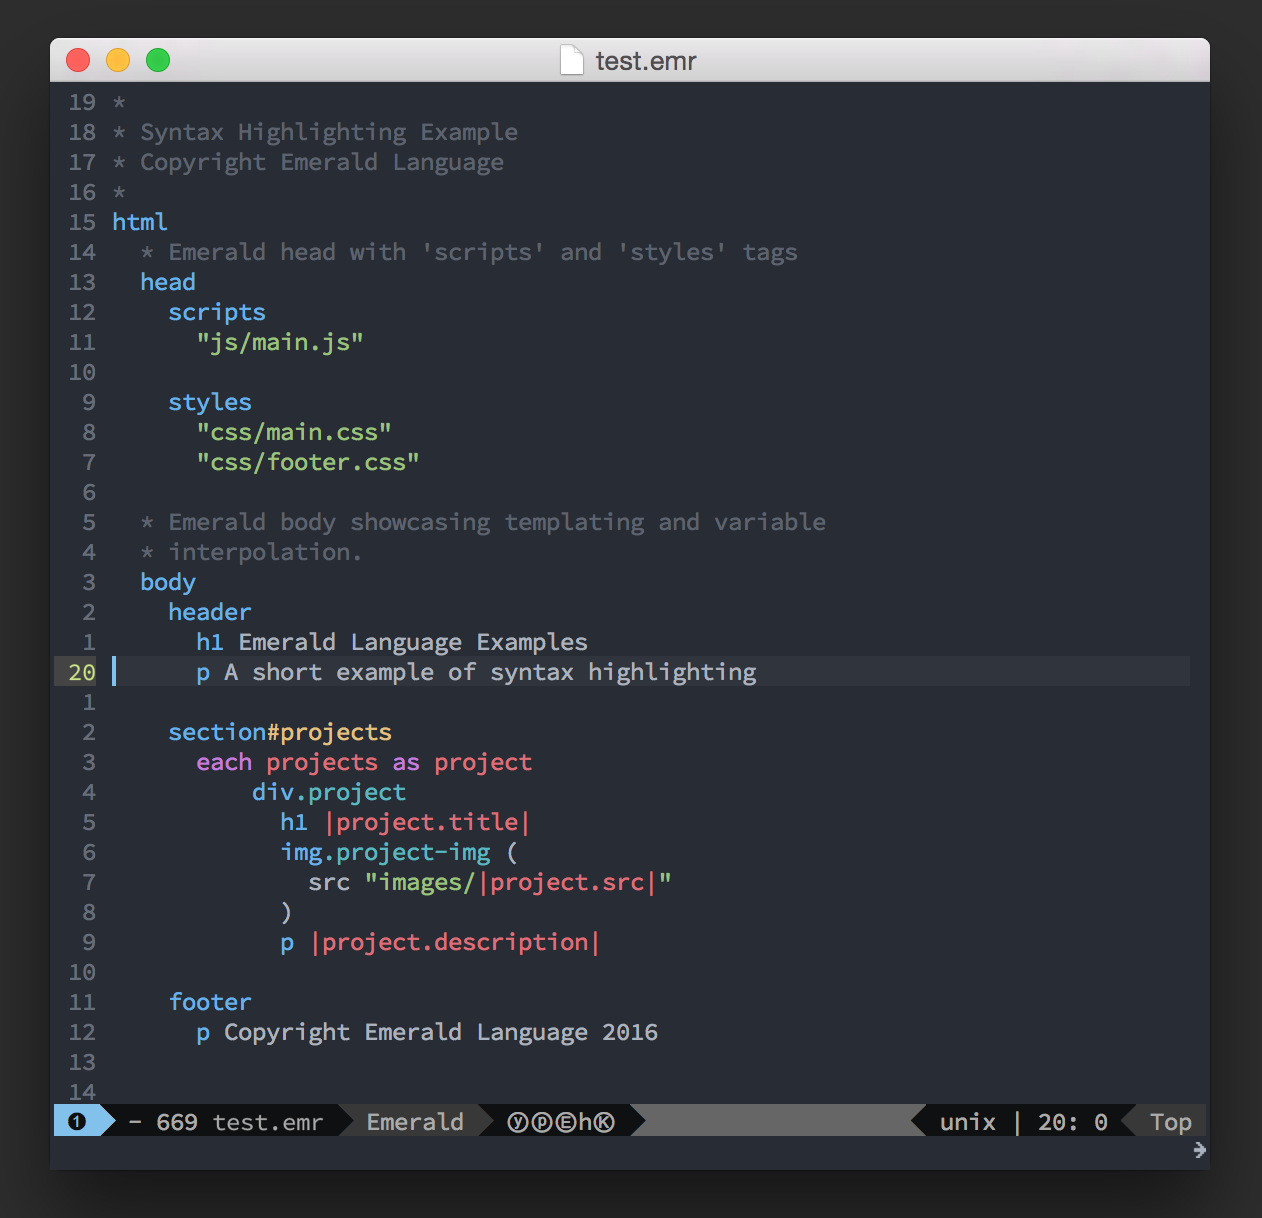 test.emr
19 *
18 * Syntax Highlighting Example
17 * Copyright Emerald Language
16 *
15 html
14   * Emerald head with 'scripts' and 'styles' tags
13   head
12     scripts
11       "js/main.js"
10
9     styles
8       "css/main.css"
7       "css/footer.css"
6
5   * Emerald body showcasing templating and variable
4   * interpolation.
3   body
2     header
1       h1 Emerald Language Examples
20       p A short example of syntax highlighting
1
2     section#projects
3       each projects as project
4           div.project
5             h1 |project.title|
6             img.project-img (
7               src "images/|project.src|"
8             )
9             p |project.description|
10
11     footer
12       p Copyright Emerald Language 2016
13
14
❶ - 669 test.emr Emerald ⓨⓟⒺhⓀ unix | 20: 0 Top